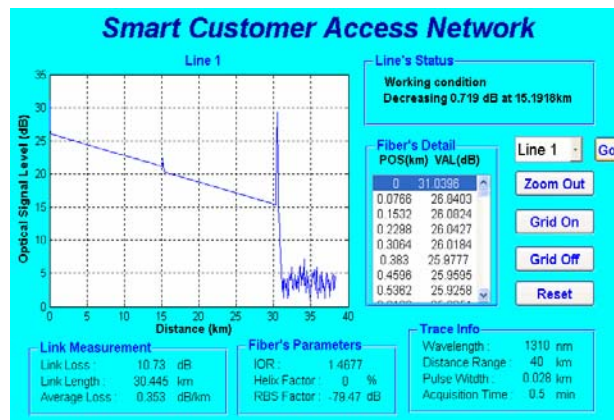 Smart Customer Access Network
Line 1
Optical Signal Level (dB)
35
30
25
20
15
10
5
0
0 5 10 15 20 25 30 35 40
Distance (km)
Line's Status
Working condition
Decreasing 0.719 dB at 15.1918km
Fiber's Detail
POS(km) VAL(dB)
0 31.0396
0.0766 26.8403
0.1532 26.0824
0.2298 26.0427
0.3064 26.0184
0.383 25.9777
0.4596 25.9595
0.5362 25.9258
Line 1
Go
Zoom Out
Grid On
Grid Off
Reset
Link Measurement
Link Loss : 10.73 dB
Link Length : 30.445 km
Average Loss : 0.353 dB/km
Fiber's Parameters
IOR : 1.4677
Helix Factor : 0 %
RBS Factor : -79.47 dB
Trace Info
Wavelength : 1310 nm
Distance Range : 40 km
Pulse Witdth : 0.028 km
Acquisition Time : 0.5 min